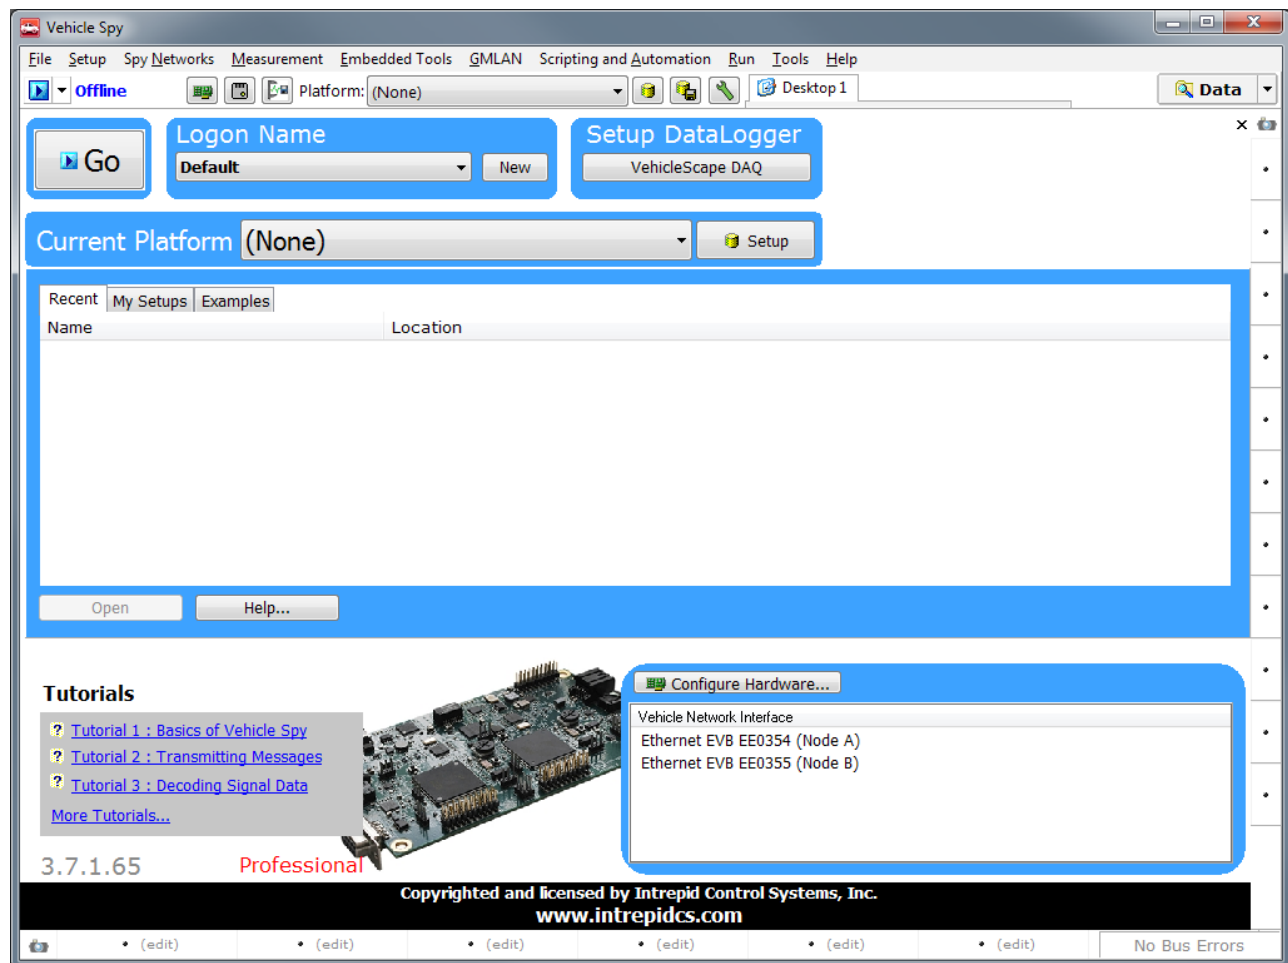 Vehicle Spy
File Setup Spy Networks Measurement Embedded Tools GMLAN Scripting and Automation Run Tools Help
Offline Platform: (None) Desktop 1 Data
Go
Logon Name
Default New
Setup DataLogger
VehicleScape DAQ
Current Platform (None) Setup
Recent My Setups Examples
Name Location
Open Help...
Tutorials
? Tutorial 1 : Basics of Vehicle Spy
? Tutorial 2 : Transmitting Messages
? Tutorial 3 : Decoding Signal Data
More Tutorials...
3.7.1.65 Professional
Configure Hardware...
Vehicle Network Interface
Ethernet EVB EE0354 (Node A)
Ethernet EVB EE0355 (Node B)
Copyrighted and licensed by Intrepid Control Systems, Inc.
www.intrepidcs.com
• (edit) • (edit) • (edit) • (edit) • (edit) • (edit) No Bus Errors